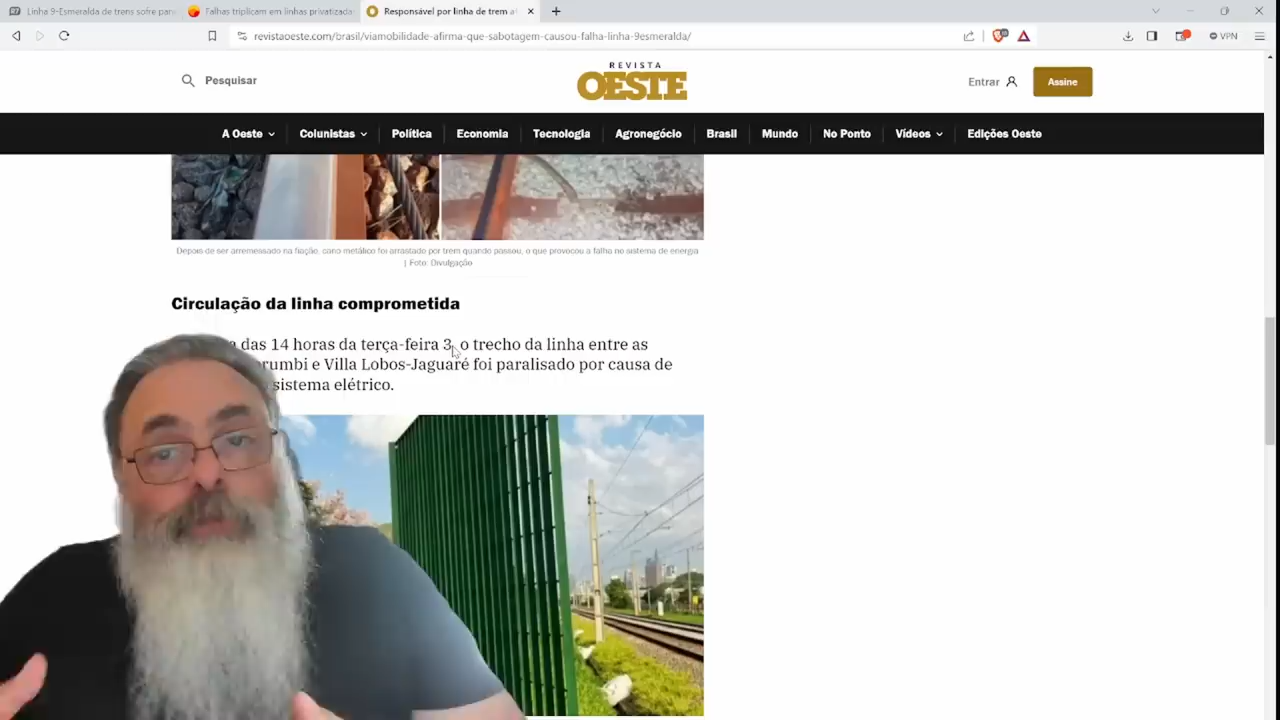 Linha 9-Esmeralda de trens sofre pan
Falhas triplicam em linhas privatizada
Responsável por linha de trem a
revistaoeste.com/brasil/viamobilidade-afirma-que-sabotagem-causou-falha-linha-9esmeralda/
VPN
Pesquisar
REVISTA
OESTE
Entrar
Assine
A Oeste
Colunistas
Política
Economia
Tecnologia
Agronegócio
Brasil
Mundo
No Ponto
Vídeos
Edições Oeste
Depois de ser arremessado na fiação, cano metálico foi arrastado por trem quando passou, o que provocou a falha no sistema de energia
| Foto: Divulgação
Circulação da linha comprometida
das 14 horas da terça-feira 3, o trecho da linha entre as
rumbi e Villa Lobos-Jaguaré foi paralisado por causa de
sistema elétrico.